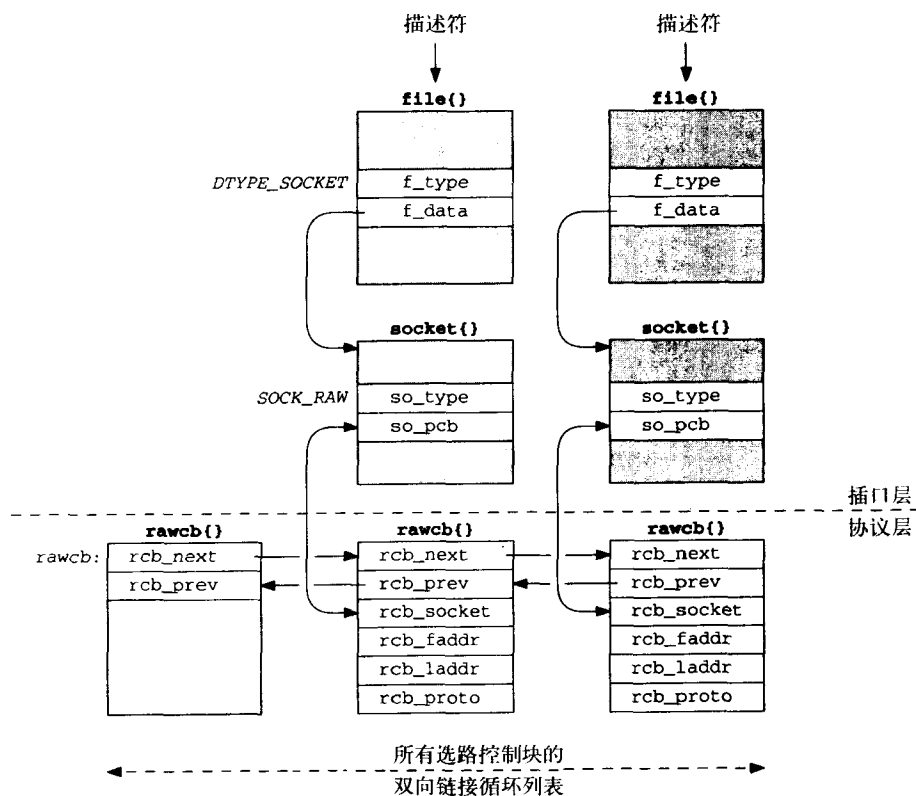 描述符 描述符
file{} file{}
DTYPE_SOCKET f_type f_type
f_data f_data
socket{} socket{}
SOCK_RAW so_type so_type
so_pcb so_pcb
插口层
rawcb{} rawcb{} rawcb{} 协议层
rawcb: rcb_next rcb_next rcb_next
rcb_prev rcb_prev rcb_prev
rcb_socket rcb_socket
rcb_faddr rcb_faddr
rcb_laddr rcb_laddr
rcb_proto rcb_proto
所有选路控制块的
双向链接循环列表